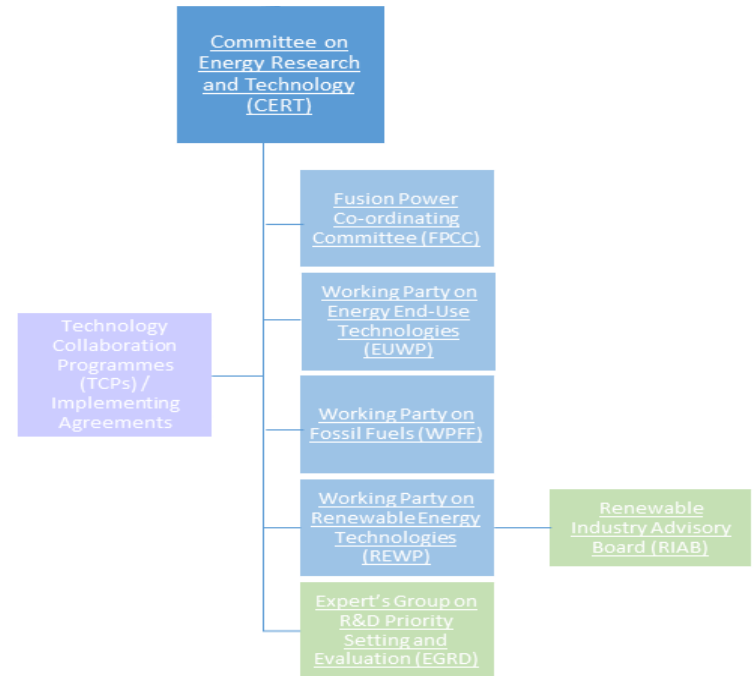 Committee on
Energy Research
and Technology
(CERT)
Fusion Power
Co-ordinating
Committee (FPCC)
Working Party on
Energy End-Use
Technologies
(EUWP)
Technology
Collaboration
Programmes
(TCPs) /
Implementing
Agreements
Working Party on
Fossil Fuels (WPFF)
Working Party on
Renewable Energy
Technologies
(REWP)
Renewable
Industry Advisory
Board (RIAB)
Expert's Group on
R&D Priority
Setting and
Evaluation (EGRD)